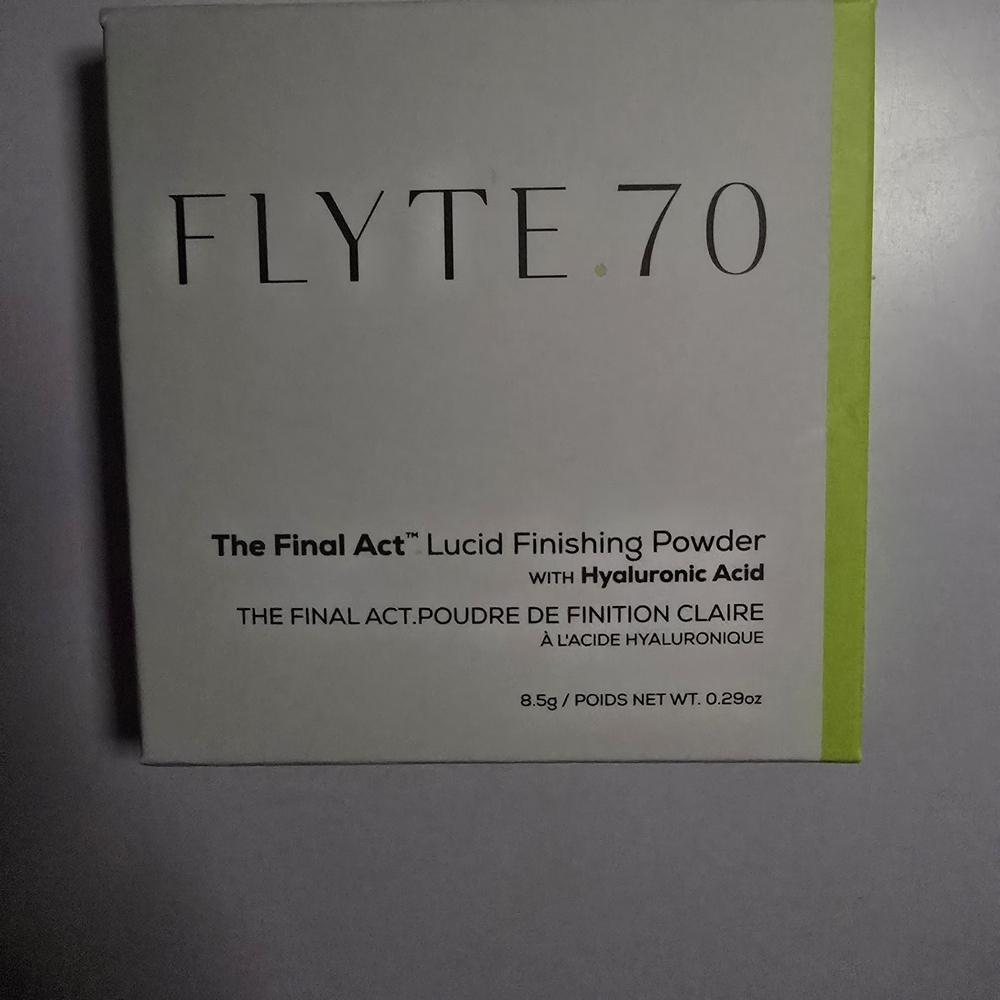 FLYTE.70
The Final Act™ Lucid Finishing Powder
WITH Hyaluronic Acid
THE FINAL ACT.POUDRE DE FINITION CLAIRE
À L'ACIDE HYALURONIQUE
8.5g / POIDS NET WT. 0.29oz